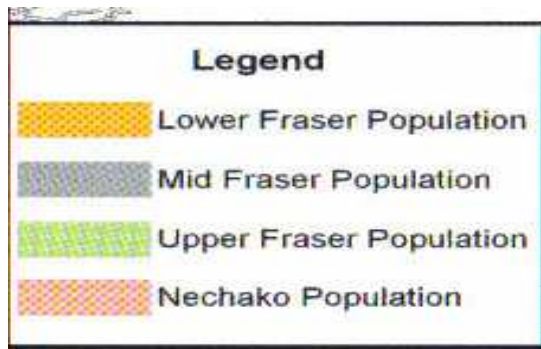 Legend
Lower Fraser Population
Mid Fraser Population
Upper Fraser Population
Nechako Population